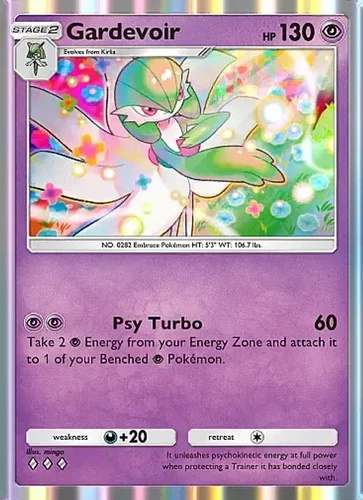 STAGE 2 Gardevoir HP 130
Evolves from Kirlia
NO. 0282 Embrace Pokémon HT: 5'3" WT: 106.7 lbs.
Psy Turbo 60
Take 2 Energy from your Energy Zone and attach it
to 1 of your Benched Pokémon.
weakness +20 retreat
Illus. mingo
It unleashes psychokinetic energy at full power
when protecting a Trainer it has bonded closely
with.